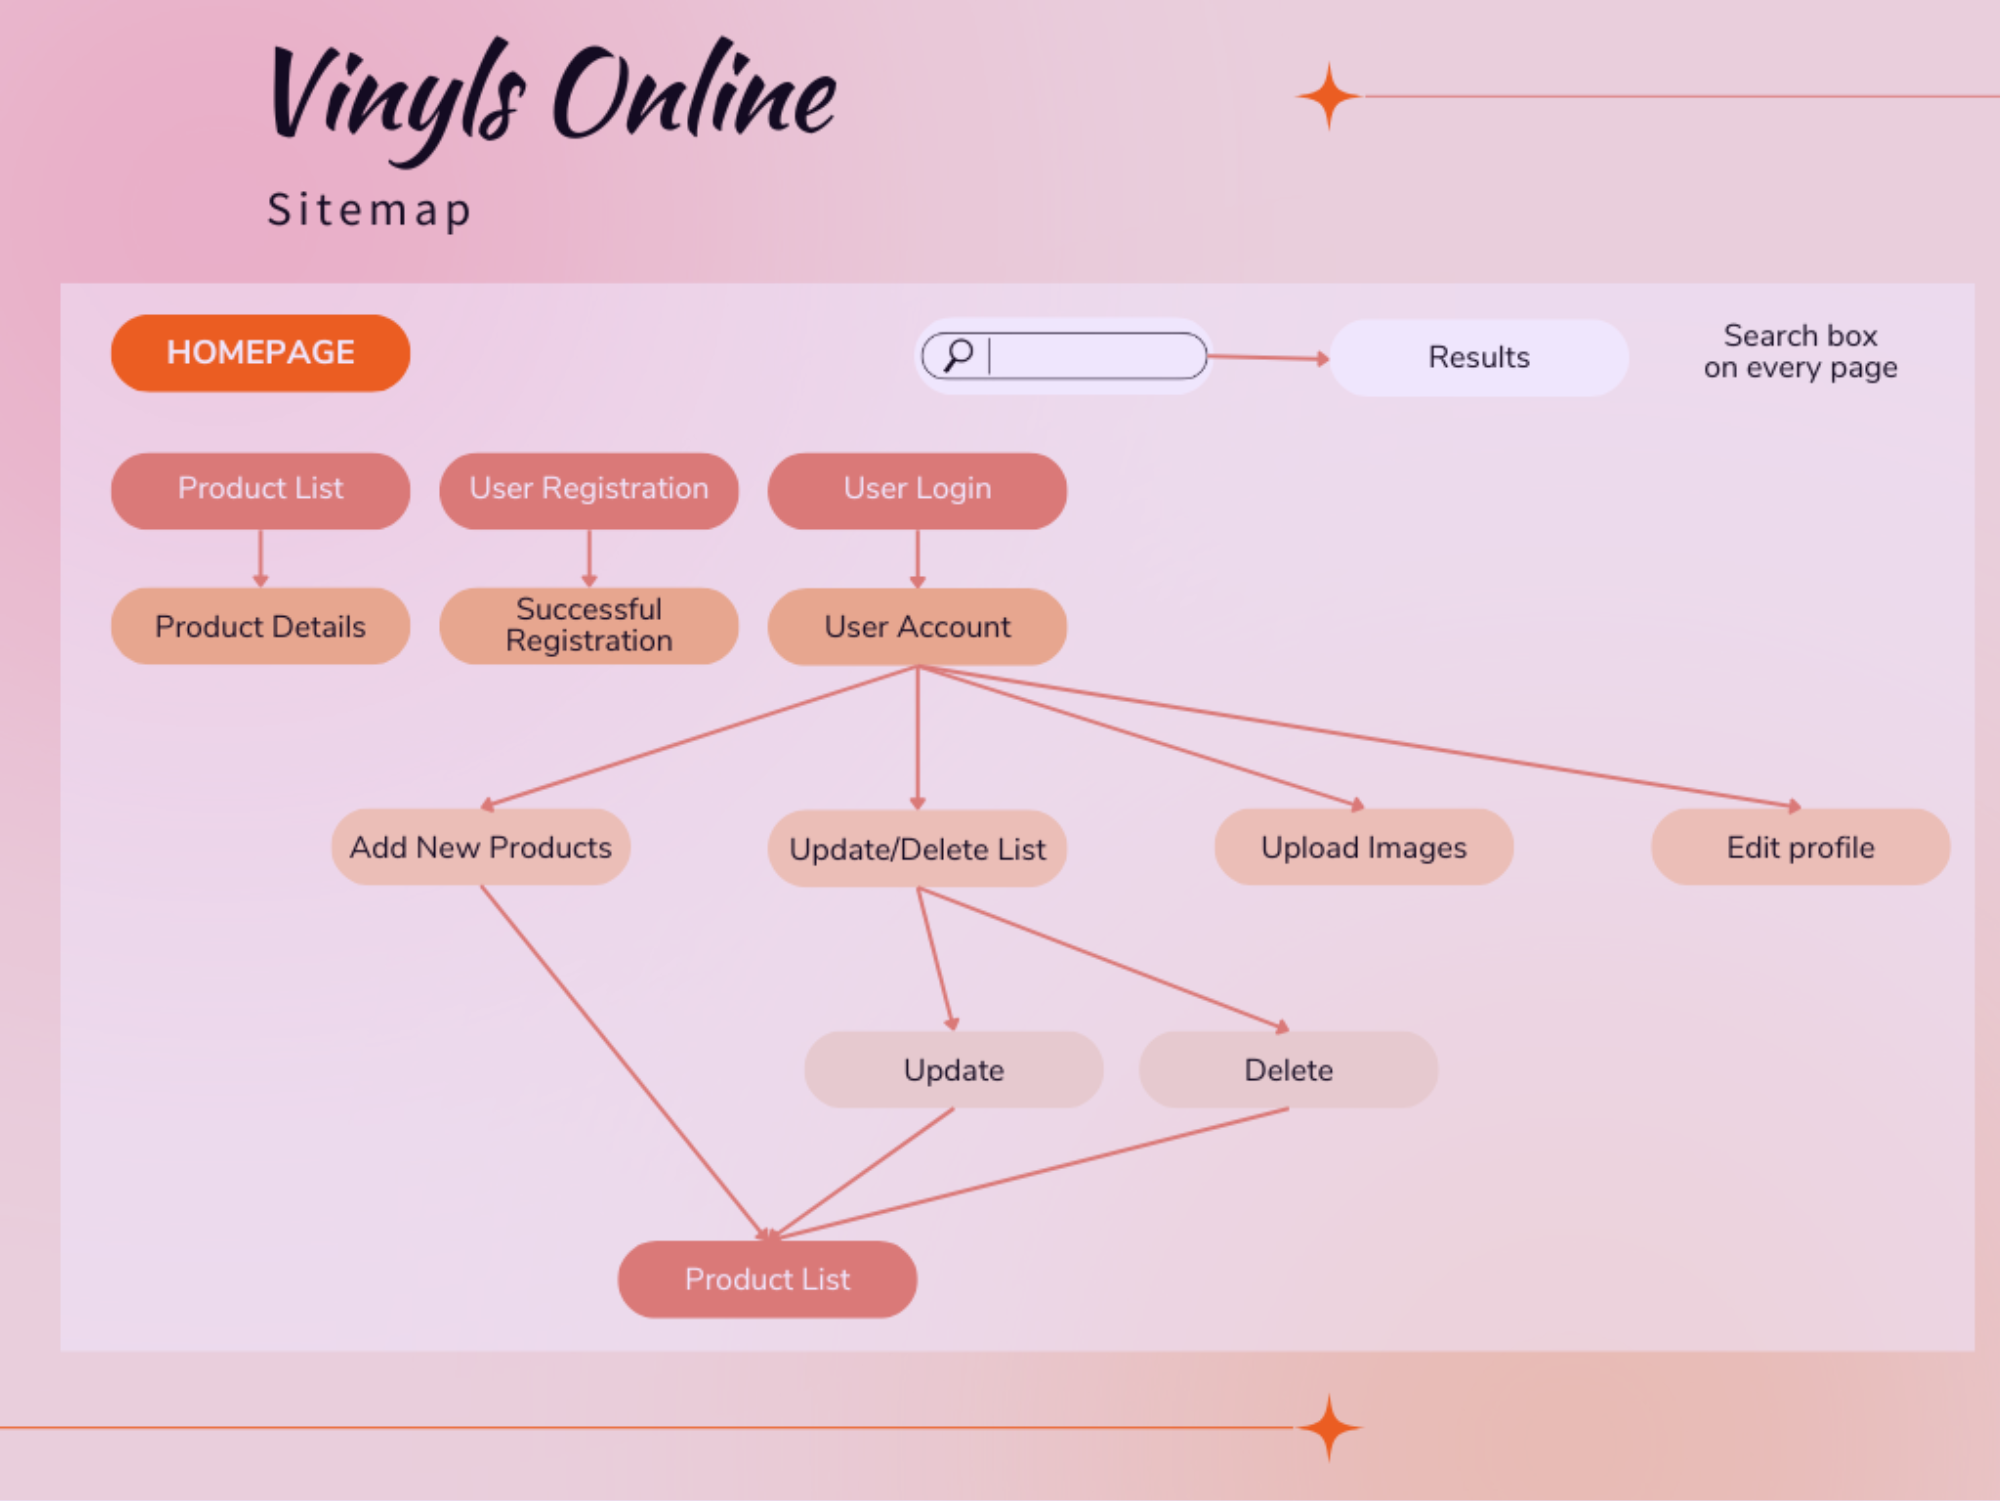 Vinyls Online
Sitemap
HOMEPAGE
Results
Search box
on every page
Product List
User Registration
User Login
Product Details
Successful
Registration
User Account
Add New Products
Update/Delete List
Upload Images
Edit profile
Update
Delete
Product List